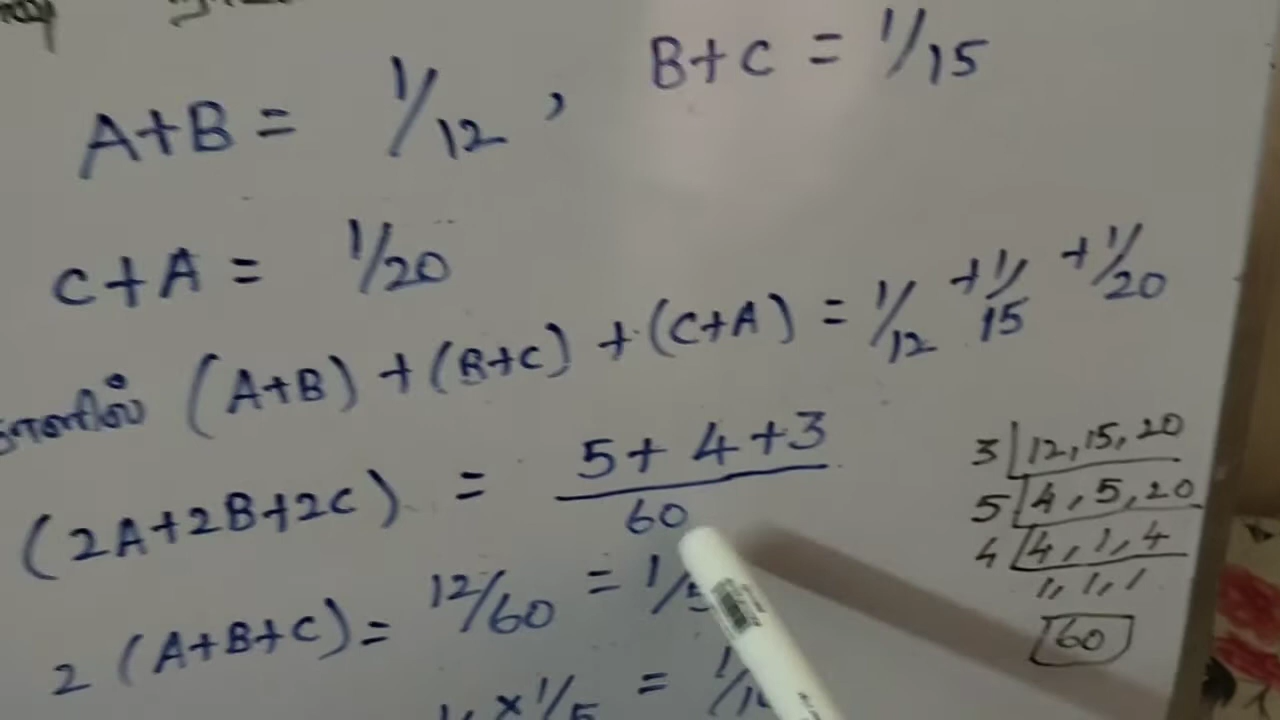 A+B = 1/12 , B+C = 1/15
C+A = 1/20
(A+B) + (B+C) + (C+A) = 1/12 + 1/15 + 1/20
(2A+2B+2C) = 5+4+3
60
2 (A+B+C) = 12/60 = 1/5
x 1/5 =
3 12, 15, 20
5 4, 5, 20
4 4, 1, 4
1, 1, 1
60